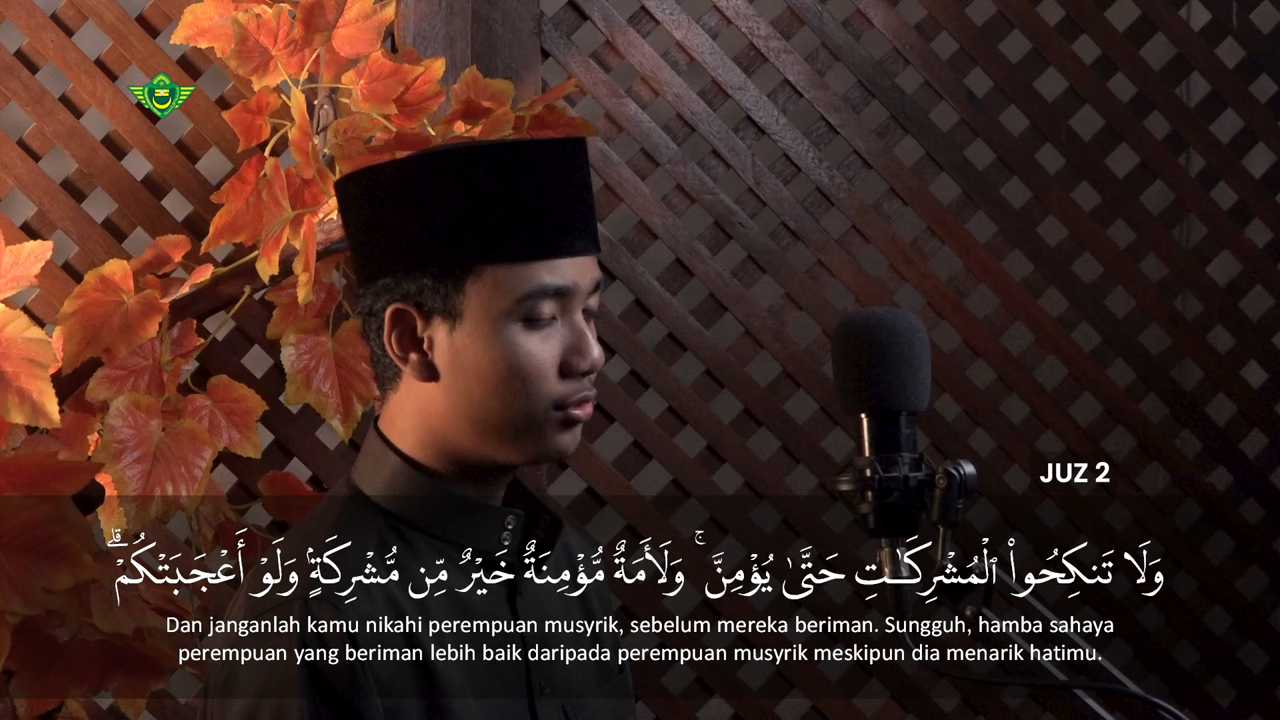 JUZ 2
وَلَا تَنكِحُوا۟ ٱلْمُشْرِكَـٰتِ حَتَّىٰ يُؤْمِنَّ ۚ وَلَأَمَةٌ مُّؤْمِنَةٌ خَيْرٌ مِّن مُّشْرِكَةٍ وَلَوْ أَعْجَبَتْكُمْ ۗ
Dan janganlah kamu nikahi perempuan musyrik, sebelum mereka beriman. Sungguh, hamba sahaya
perempuan yang beriman lebih baik daripada perempuan musyrik meskipun dia menarik hatimu.